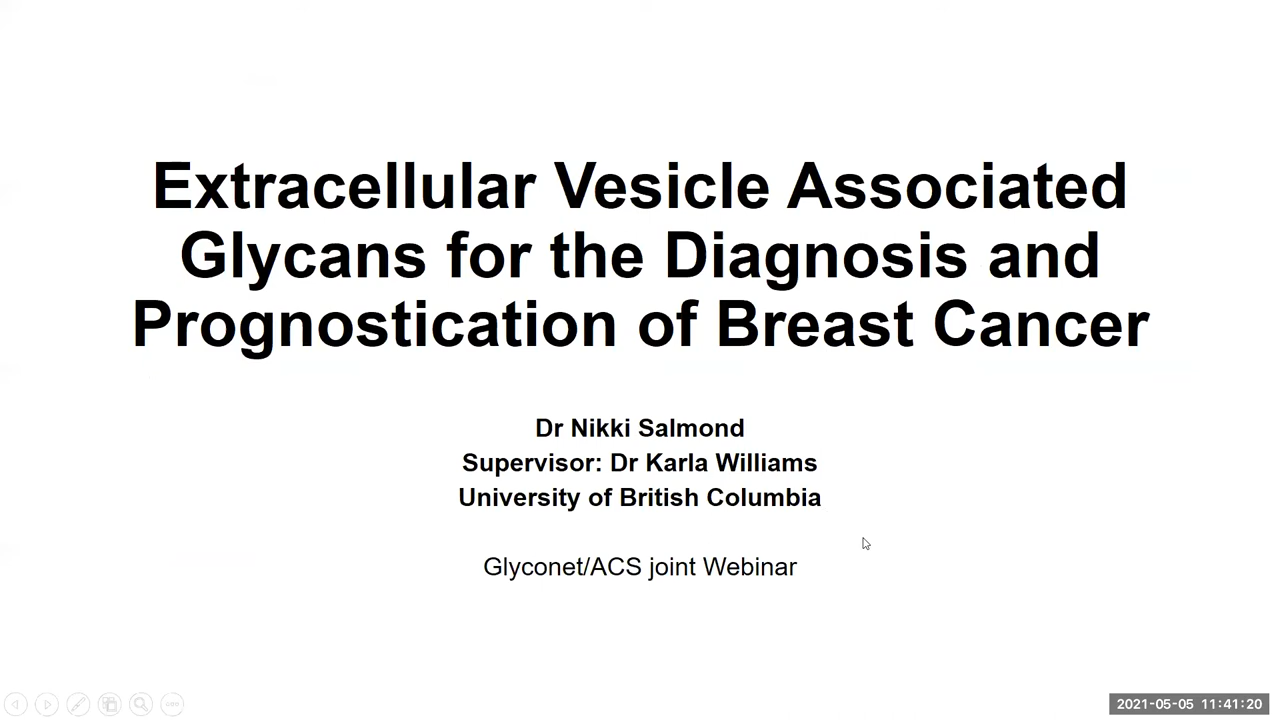 Extracellular Vesicle Associated
Glycans for the Diagnosis and
Prognostication of Breast Cancer
Dr Nikki Salmond
Supervisor: Dr Karla Williams
University of British Columbia
Glyconet/ACS joint Webinar
2021-05-05 11:41:20